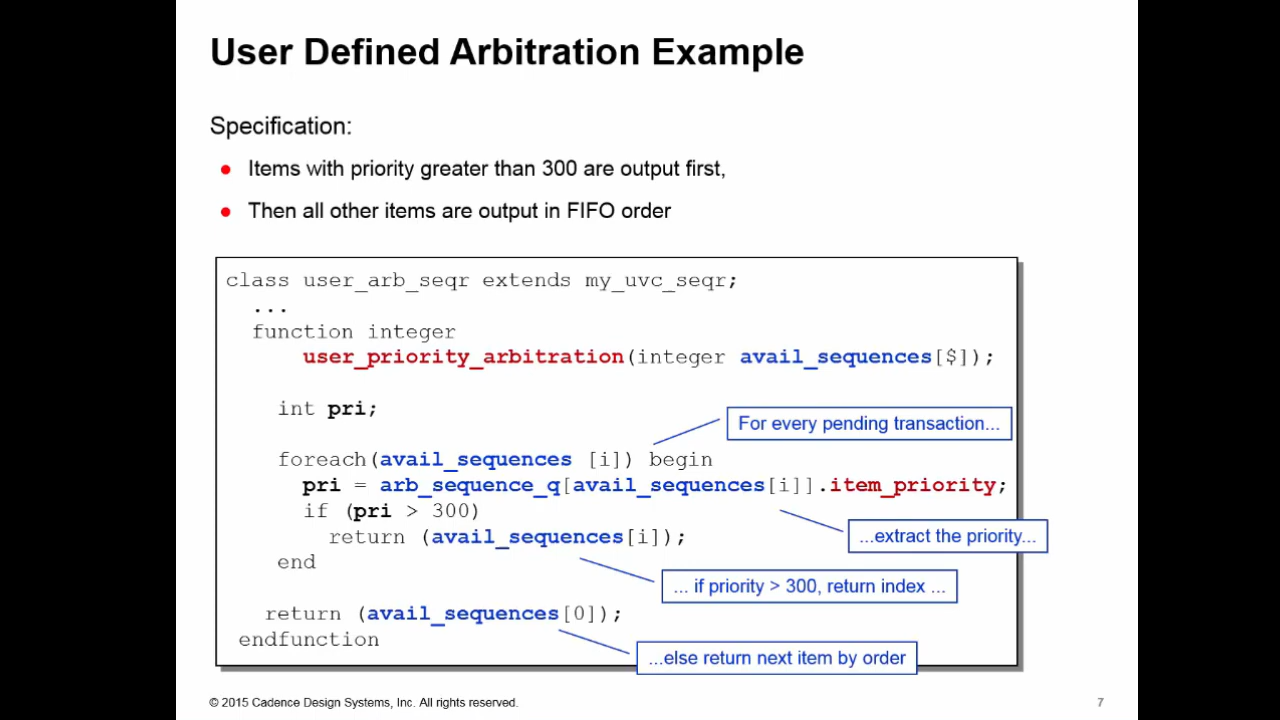 User Defined Arbitration Example
Specification:
● Items with priority greater than 300 are output first,
● Then all other items are output in FIFO order
class user_arb_seqr extends my_uvc_seqr;
...
function integer
user_priority_arbitration(integer avail_sequences[$]);
int pri;
For every pending transaction...
foreach(avail_sequences [i]) begin
pri = arb_sequence_q[avail_sequences[i]].item_priority;
if (pri > 300)
...extract the priority...
return (avail_sequences[i]);
end
... if priority > 300, return index ...
return (avail_sequences[0]);
endfunction
...else return next item by order
© 2015 Cadence Design Systems, Inc. All rights reserved.
7